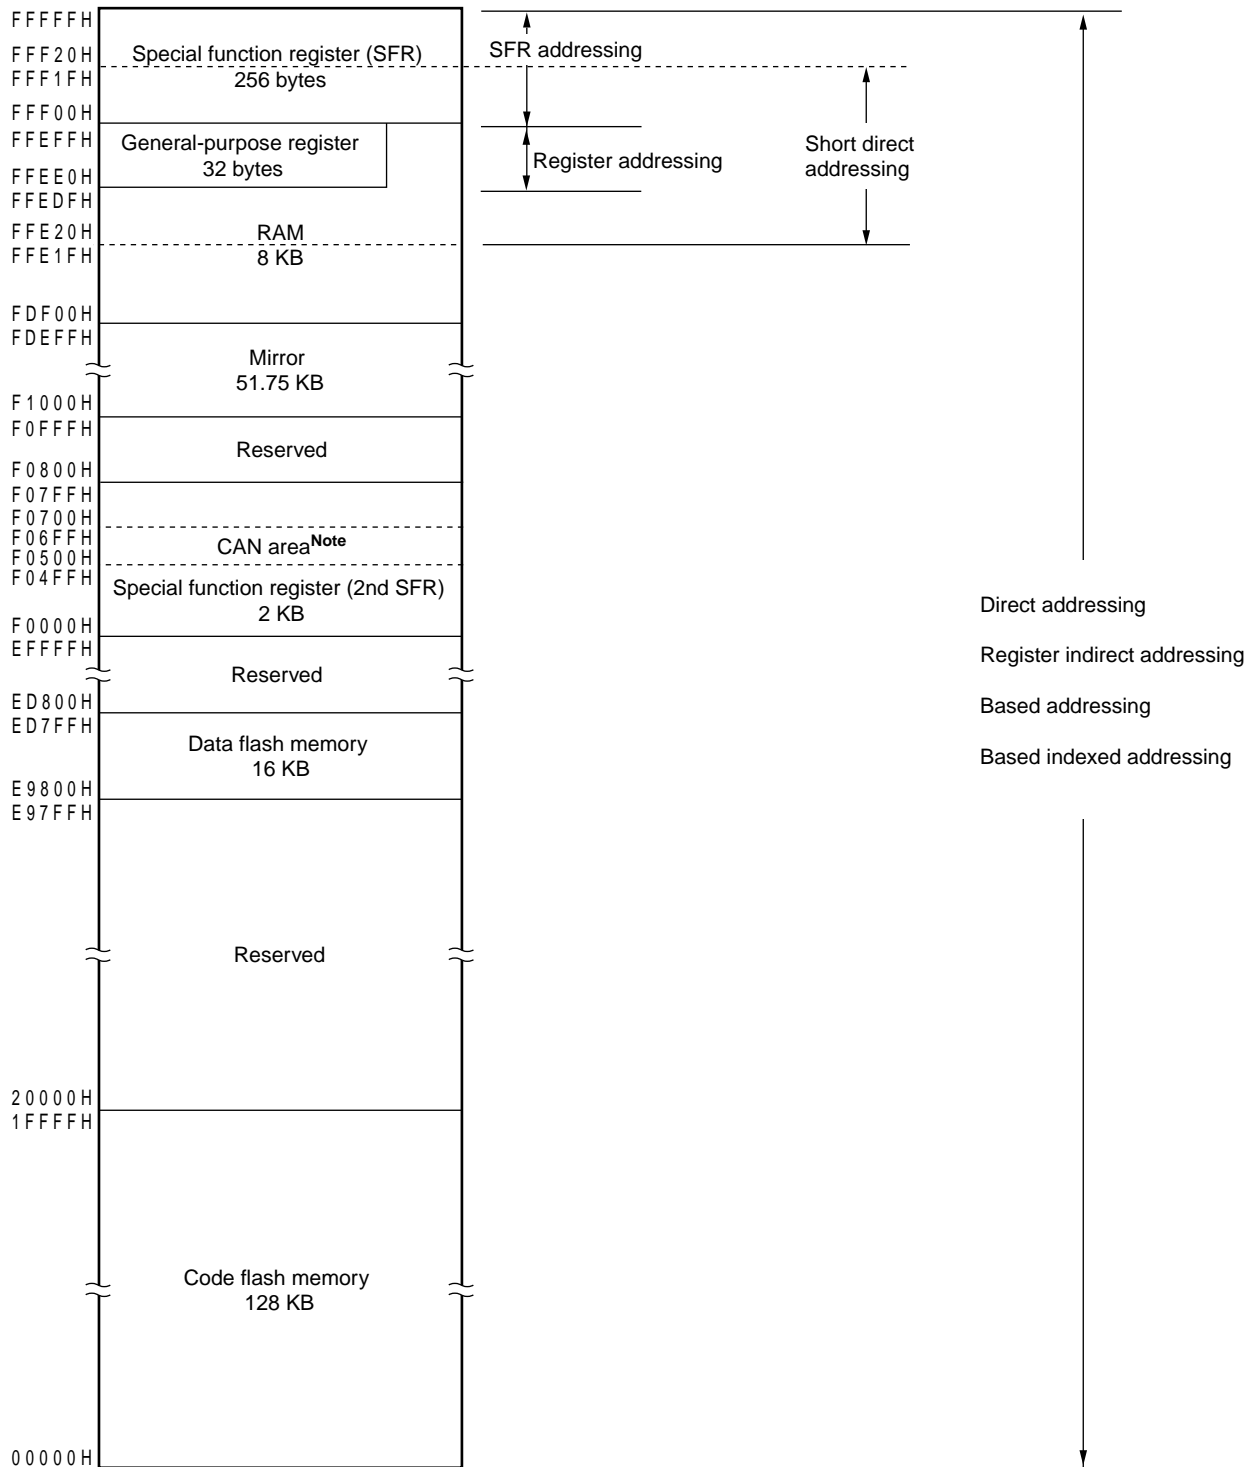 FFFFFH
FFF20H
Special function register (SFR)
SFR addressing
FFF1FH
256 bytes
FFF00H
FFEFFH
General-purpose register
32 bytes
Register addressing
Short direct
addressing
FFEE0H
FFEDFH
FFE20H
RAM
FFE1FH
8 KB
FDF00H
FDEFFH
Mirror
51.75 KB
F1000H
F0FFFH
Reserved
F0800H
F07FFH
F0700H
F06FFH
CAN areaNote
F0500H
F04FFH
Special function register (2nd SFR)
2 KB
F0000H
EFFFFH
Reserved
Direct addressing
Register indirect addressing
Based addressing
Based indexed addressing
ED800H
ED7FFH
Data flash memory
16 KB
E9800H
E97FFH
Reserved
20000H
1FFFFH
Code flash memory
128 KB
00000H